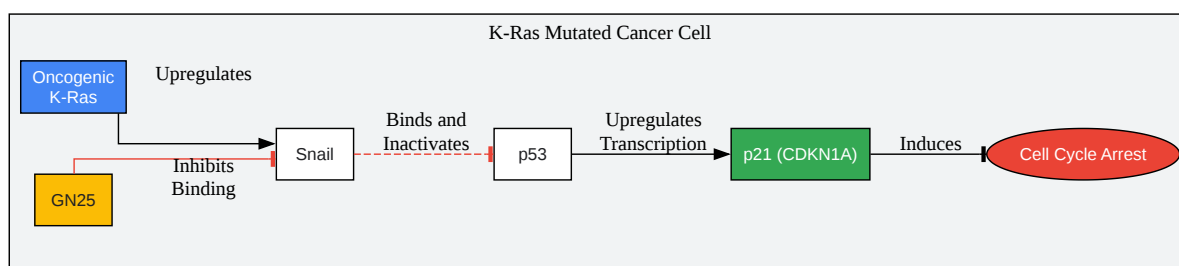 K-Ras Mutated Cancer Cell
Oncogenic
K-Ras
Upregulates
Snail
Binds and
Inactivates
p53
Upregulates
Transcription
p21 (CDKN1A)
Induces
Cell Cycle Arrest
Inhibits
Binding
GN25